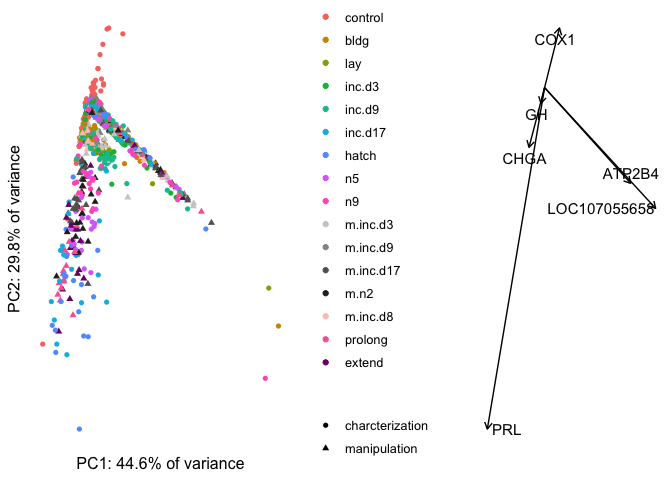 PC2: 29.8% of variance
PC1: 44.6% of variance
control
bldg
lay
inc.d3
inc.d9
inc.d17
hatch
n5
n9
m.inc.d3
m.inc.d9
m.inc.d17
m.n2
m.inc.d8
prolong
extend
charcterization
manipulation
COX1
GH
CHGA
ATP2B4
LOC107055658
PRL